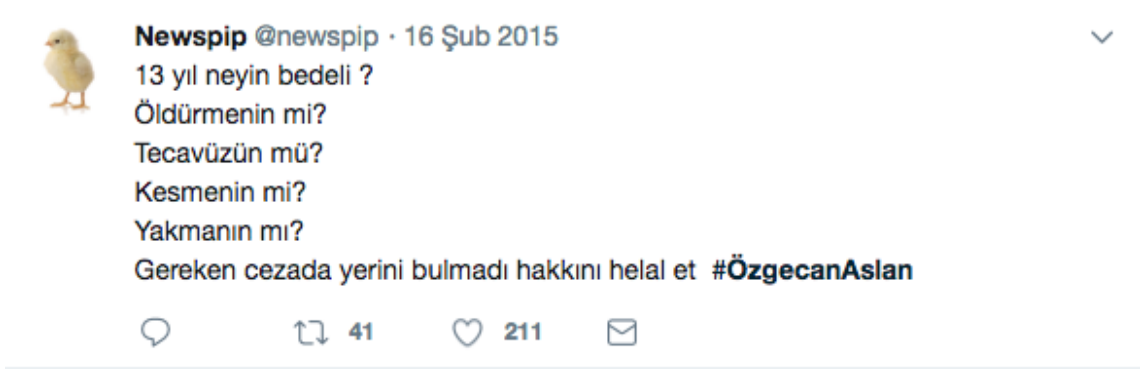 Newspip @newspip · 16 Şub 2015
13 yıl neyin bedeli ?
Öldürmenin mi?
Tecavüzün mü?
Kesmenin mi?
Yakmanın mı?
Gereken cezada yerini bulmadı hakkını helal et #ÖzgecanAslan
41 211